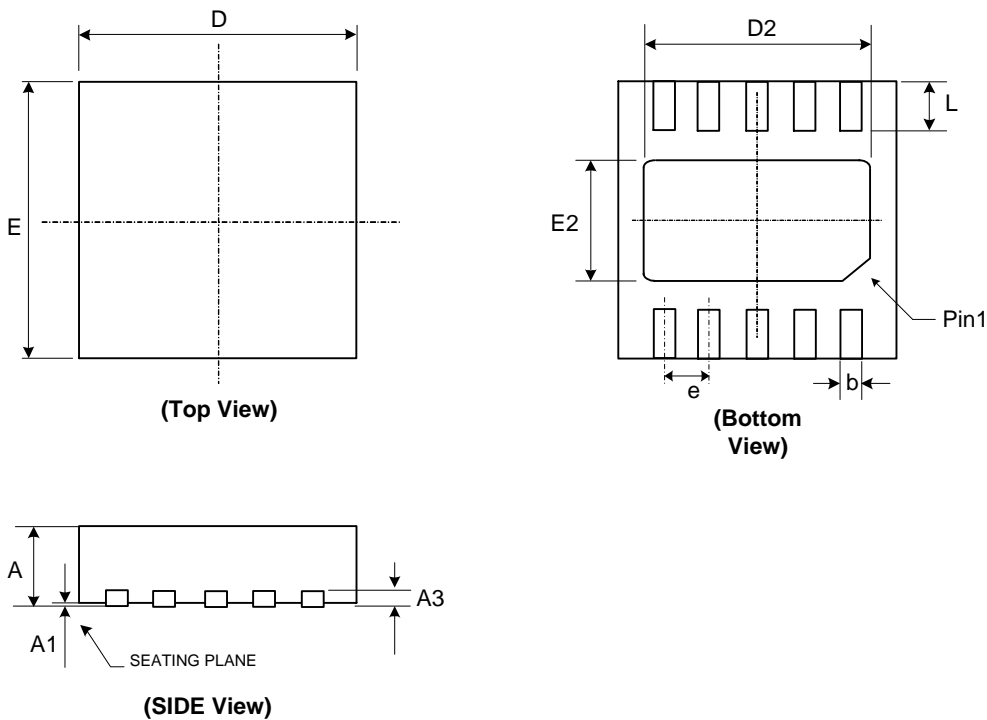 D
E
(Top View)
D2
L
E2
Pin1
e
b
(Bottom
View)
A
A1
A3
SEATING PLANE
(SIDE View)